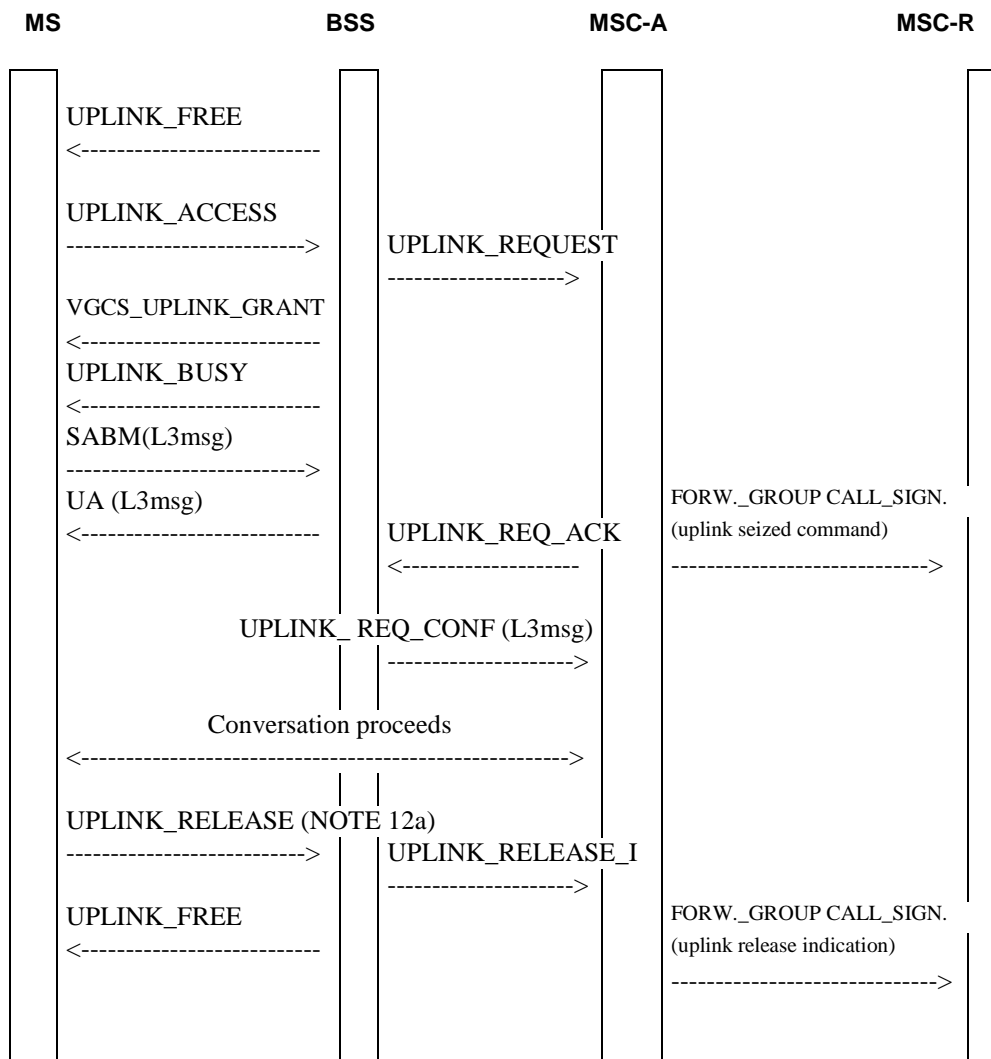 MS BSS MSC-A MSC-R
UPLINK_FREE
<---------------------------
UPLINK_ACCESS
---------------------------> UPLINK_REQUEST
-------------------->
VGCS_UPLINK_GRANT
<---------------------------
UPLINK_BUSY
<---------------------------
SABM(L3msg)
--------------------------->
UA (L3msg) FORW._GROUP CALL_SIGN.
<--------------------------- UPLINK_REQ_ACK (uplink seized command)
<-------------------- ----------------------------->
UPLINK_ REQ_CONF (L3msg)
--------------------->
Conversation proceeds
<------------------------------------------------------->
UPLINK_RELEASE (NOTE 12a)
---------------------------> UPLINK_RELEASE_I
--------------------->
UPLINK_FREE FORW._GROUP CALL_SIGN.
<--------------------------- (uplink release indication)
------------------------------>